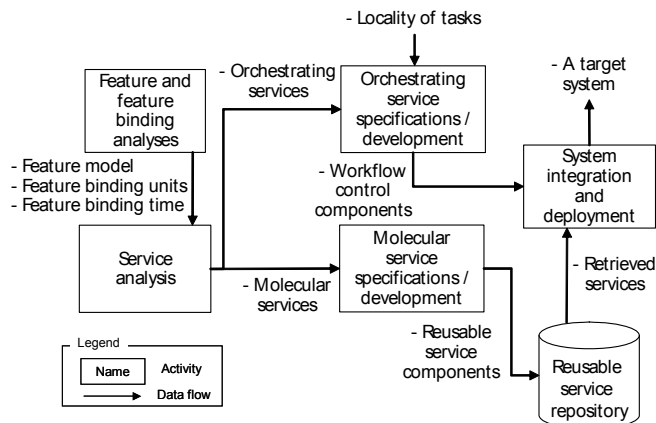 - Locality of tasks
Feature and
feature
binding
analyses
- Orchestrating
services
Orchestrating
service
specifications /
development
- A target
system
- Feature model
- Feature binding units
- Feature binding time
- Workflow
control
components
System
integration
and
deployment
Service
analysis
- Molecular
services
Molecular
service
specifications /
development
- Retrieved
services
- Reusable
service
components
Reusable
service
repository
Legend
Name
Activity
Data flow